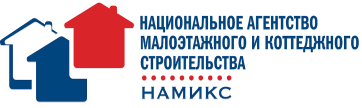 НАЦИОНАЛЬНОЕ АГЕНТСТВО
МАЛОЭТАЖНОГО И КОТТЕДЖНОГО
СТРОИТЕЛЬСТВА
НАМИКС